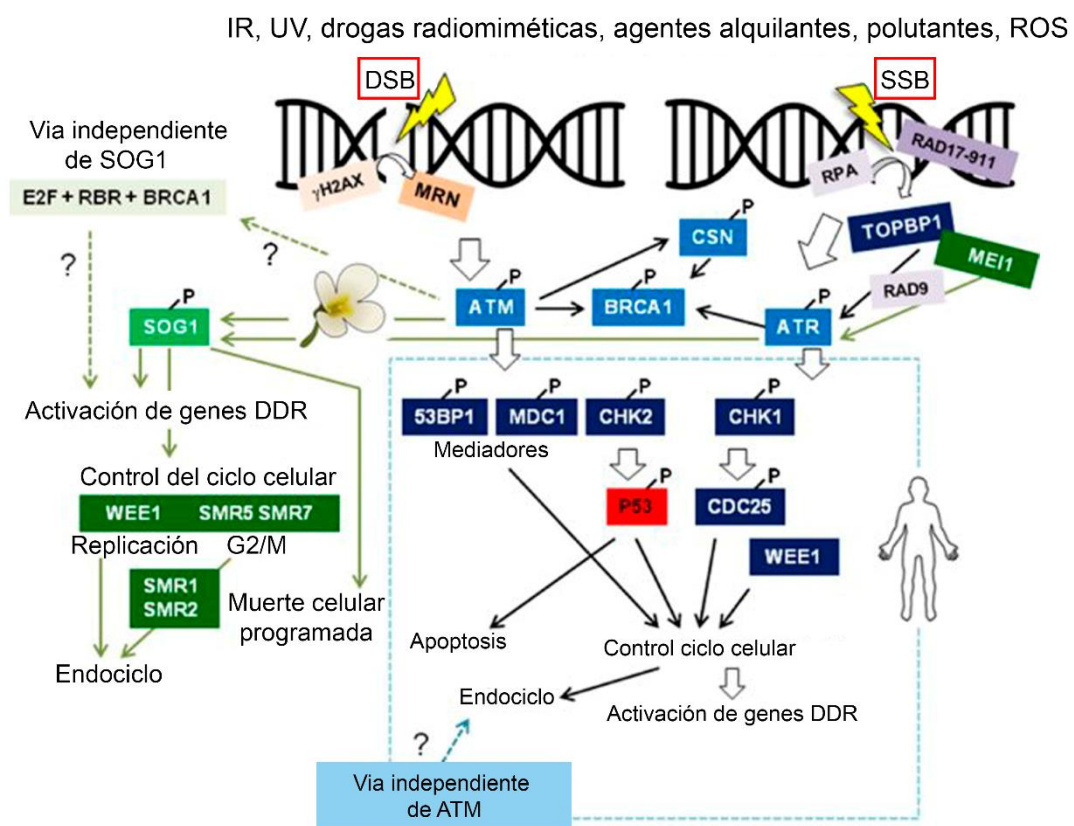 IR, UV, drogas radiomiméticas, agentes alquilantes, polutantes, ROS
DSB
SSB
Via independiente
de SOG1
E2F + RBR + BRCA1
γH2AX
MRN
RPA
RAD17-911
TOPBP1
MEI1
RAD9
?
?
P
CSN
P
ATM
P
BRCA1
P
ATR
P
SOG1
P
53BP1
P
MDC1
P
CHK2
P
CHK1
Mediadores
Activación de genes DDR
Control del ciclo celular
WEE1 SMR5 SMR7
Replicación G2/M
SMR1
SMR2
Muerte celular
programada
Endociclo
P
P53
P
CDC25
WEE1
Apoptosis
Control ciclo celular
Endociclo
Activación de genes DDR
?
Via independiente
de ATM